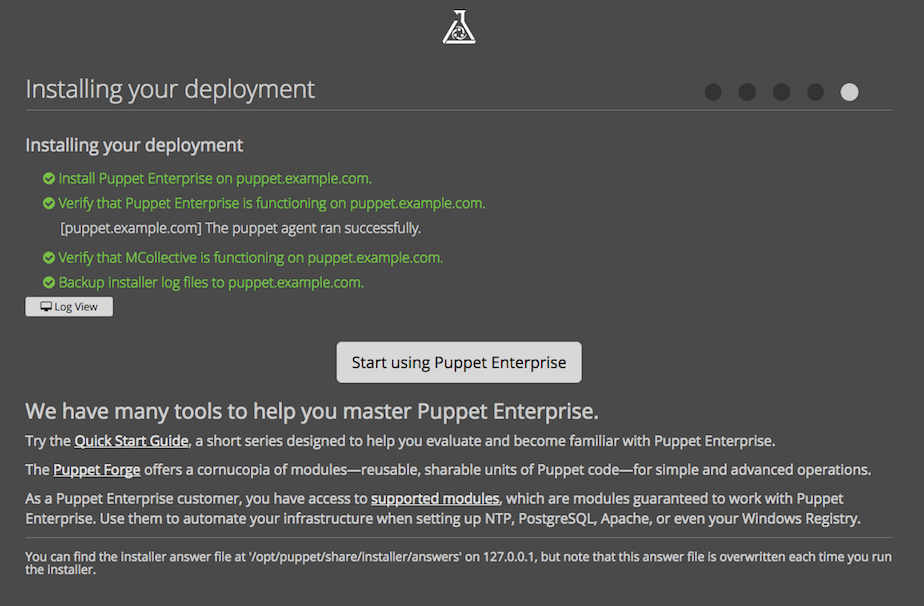 Installing your deployment
Installing your deployment
Install Puppet Enterprise on puppet.example.com.
Verify that Puppet Enterprise is functioning on puppet.example.com.
[puppet.example.com] The puppet agent ran successfully.
Verify that MCollective is functioning on puppet.example.com.
Backup installer log files to puppet.example.com.
Log View
Start using Puppet Enterprise
We have many tools to help you master Puppet Enterprise.
Try the Quick Start Guide, a short series designed to help you evaluate and become familiar with Puppet Enterprise.
The Puppet Forge offers a cornucopia of modules—reusable, sharable units of Puppet code—for simple and advanced operations.
As a Puppet Enterprise customer, you have access to supported modules, which are modules guaranteed to work with Puppet
Enterprise. Use them to automate your infrastructure when setting up NTP, PostgreSQL, Apache, or even your Windows Registry.
You can find the installer answer file at '/opt/puppet/share/installer/answers' on 127.0.0.1, but note that this answer file is overwritten each time you run
the installer.